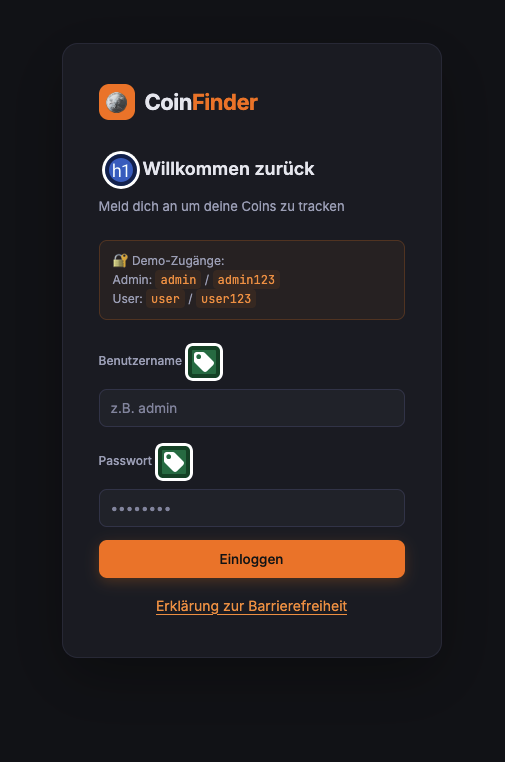 CoinFinder
h1 Willkommen zurück
Meld dich an um deine Coins zu tracken
🔐 Demo-Zugänge:
Admin: admin / admin123
User: user / user123
Benutzername
z.B. admin
Passwort
••••••••
Einloggen
Erklärung zur Barrierefreiheit